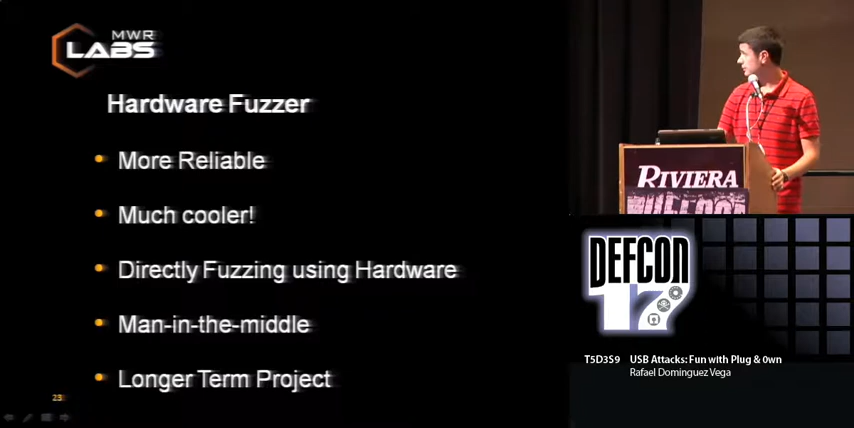 MWR
LABS
Hardware Fuzzer
More Reliable
Much cooler!
Directly Fuzzing using Hardware
Man-in-the-middle
Longer Term Project
RIVIERA
DEFCON
17
T5D3S9 USB Attacks: Fun with Plug & 0wn
Rafael Dominguez Vega